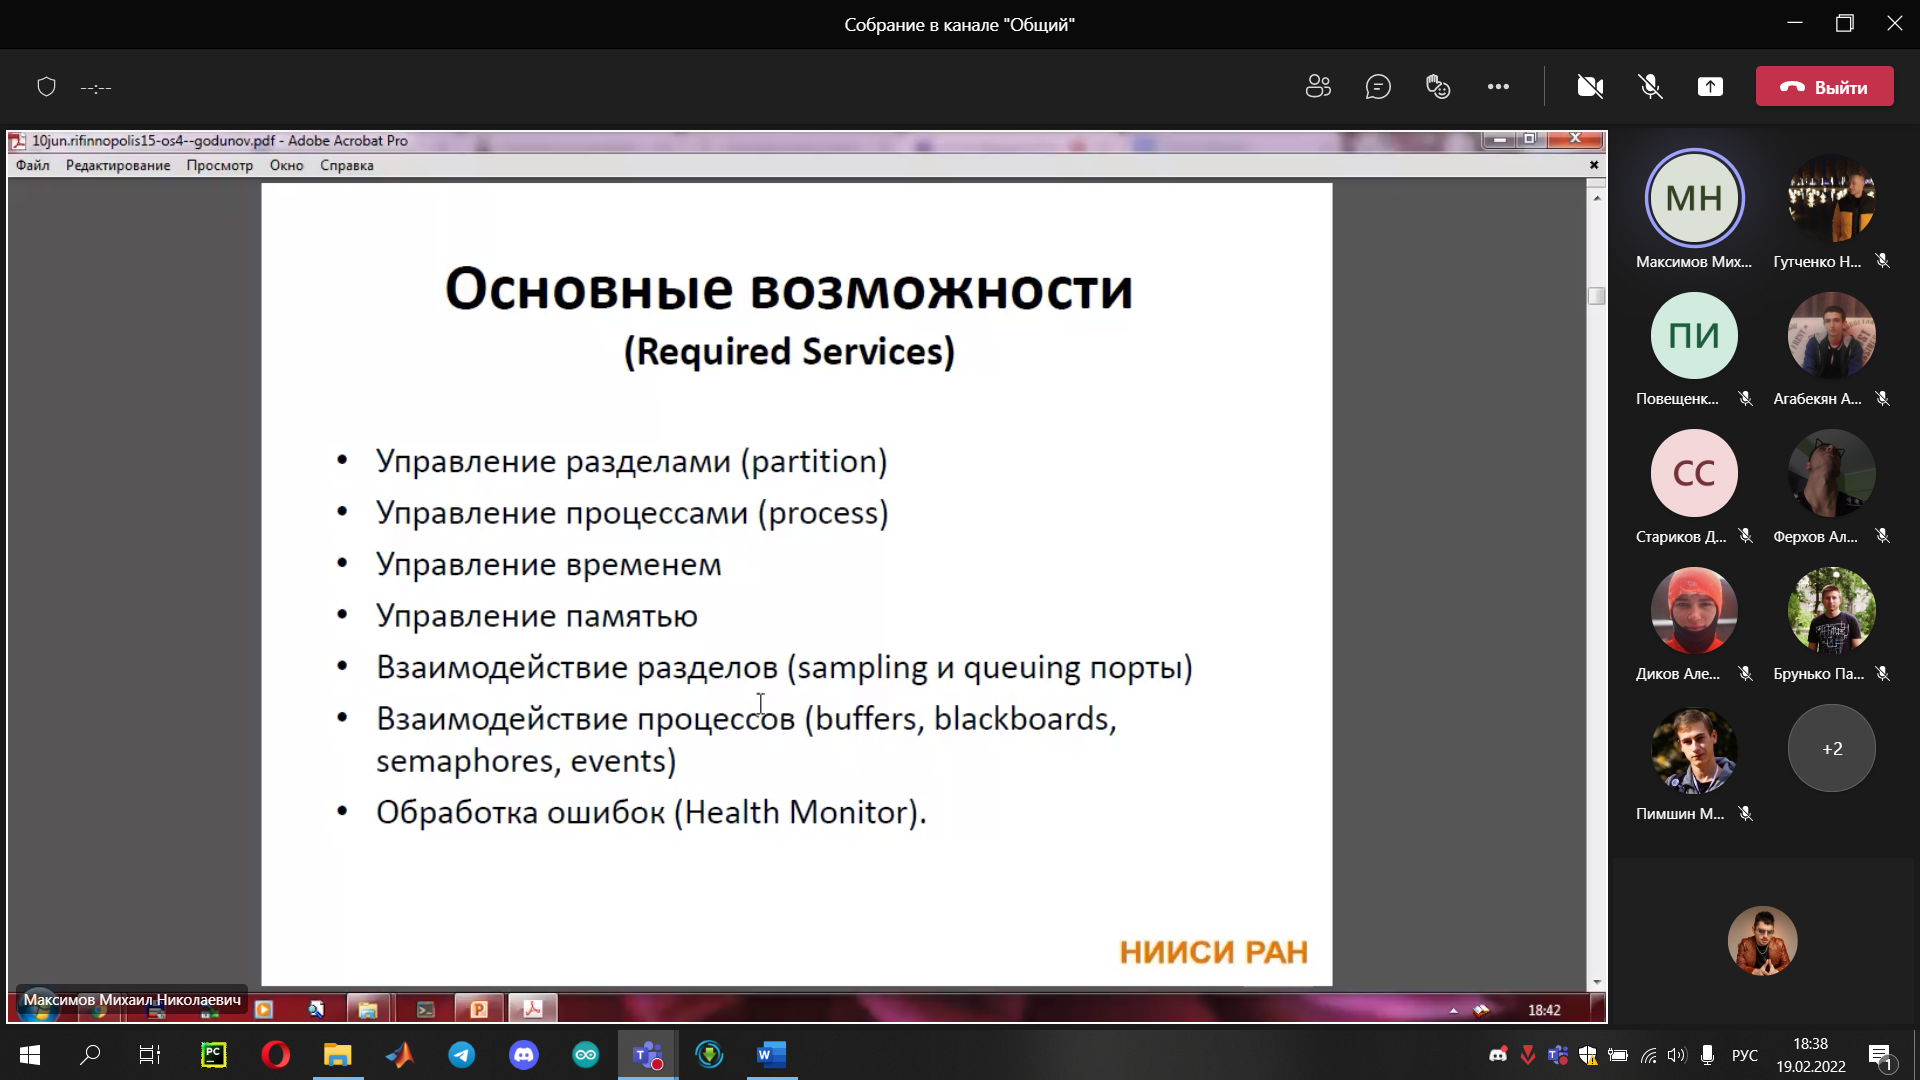 Собрание в канале "Общий"
--:--
Выйти
10jun.rifinnopolis15-os4--godunov.pdf - Adobe Acrobat Pro
Файл Редактирование Просмотр Окно Справка
Основные возможности
(Required Services)
• Управление разделами (partition)
• Управление процессами (process)
• Управление временем
• Управление памятью
• Взаимодействие разделов (sampling и queuing порты)
• Взаимодействие процессов (buffers, blackboards,
semaphores, events)
• Обработка ошибок (Health Monitor).
НИИСИ РАН
Максимов Михаил Николаевич
18:42
МН
Максимов Мих... Гутченко Н...
ПИ
Повещенк... Агабекян А...
СС
Стариков Д... Ферхов Ал...
Диков Але... Брунько Па...
+2
Пимшин М...
РУС
18:38
19.02.2022
1